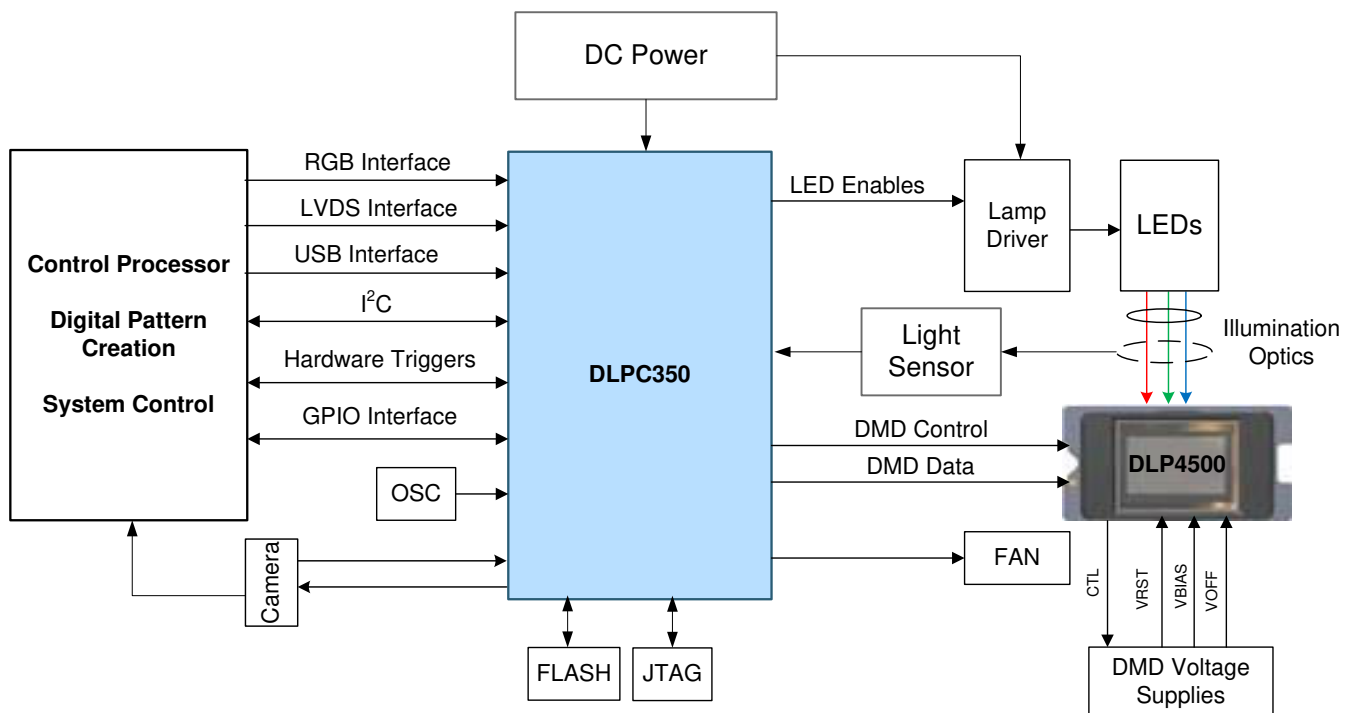 DC Power
RGB Interface
LVDS Interface
USB Interface
I²C
Hardware Triggers
GPIO Interface
Control Processor
Digital Pattern
Creation
System Control
OSC
Camera
DLPC350
FLASH
JTAG
LED Enables
Lamp
Driver
LEDs
Light
Sensor
Illumination
Optics
DMD Control
DMD Data
DLP4500
FAN
CTL
VRST
VBIAS
VOFF
DMD Voltage
Supplies